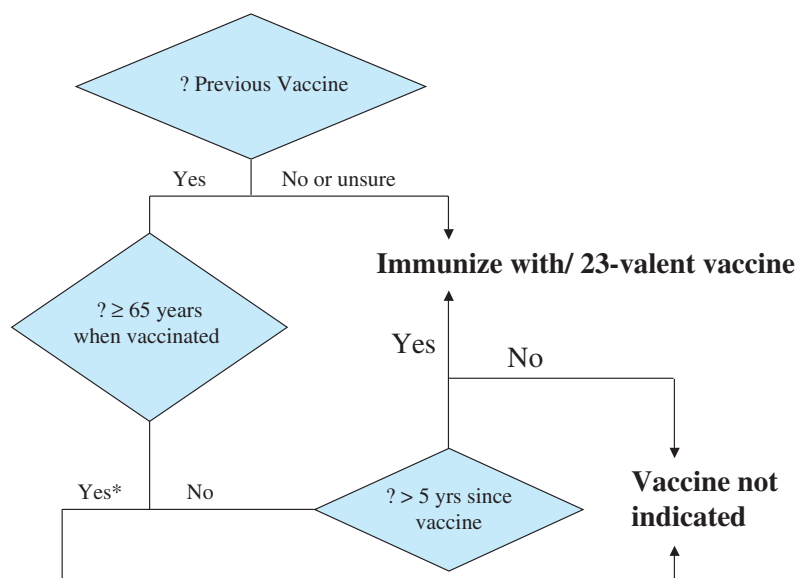 ? Previous Vaccine
Yes
No or unsure
Immunize with/ 23-valent vaccine
? ≥ 65 years
when vaccinated
Yes
No
Yes*
No
? > 5 yrs since
vaccine
Vaccine not
indicated